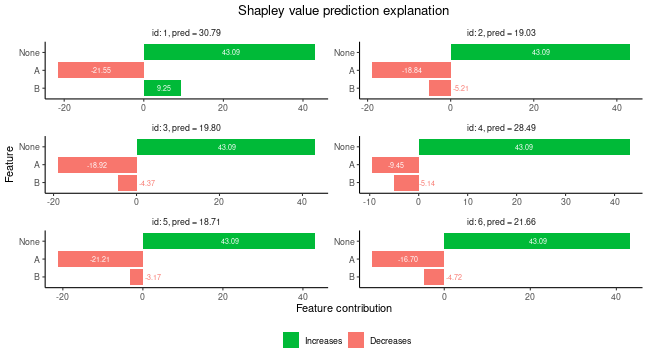 Shapley value prediction explanation
id: 1, pred = 30.79
None 43.09
A -21.55
B 9.25
-20 0 20 40
id: 2, pred = 19.03
None 43.09
A -18.84
B -5.21
-20 0 20 40
id: 3, pred = 19.80
None 43.09
A -18.92
B -4.37
-20 0 20 40
id: 4, pred = 28.49
None 43.09
A -9.45
B -5.14
-10 0 10 20 30 40
id: 5, pred = 18.71
None 43.09
A -21.21
B -3.17
-20 0 20 40
id: 6, pred = 21.66
None 43.09
A -16.70
B -4.72
0 20 40
Feature
Feature contribution
Increases Decreases